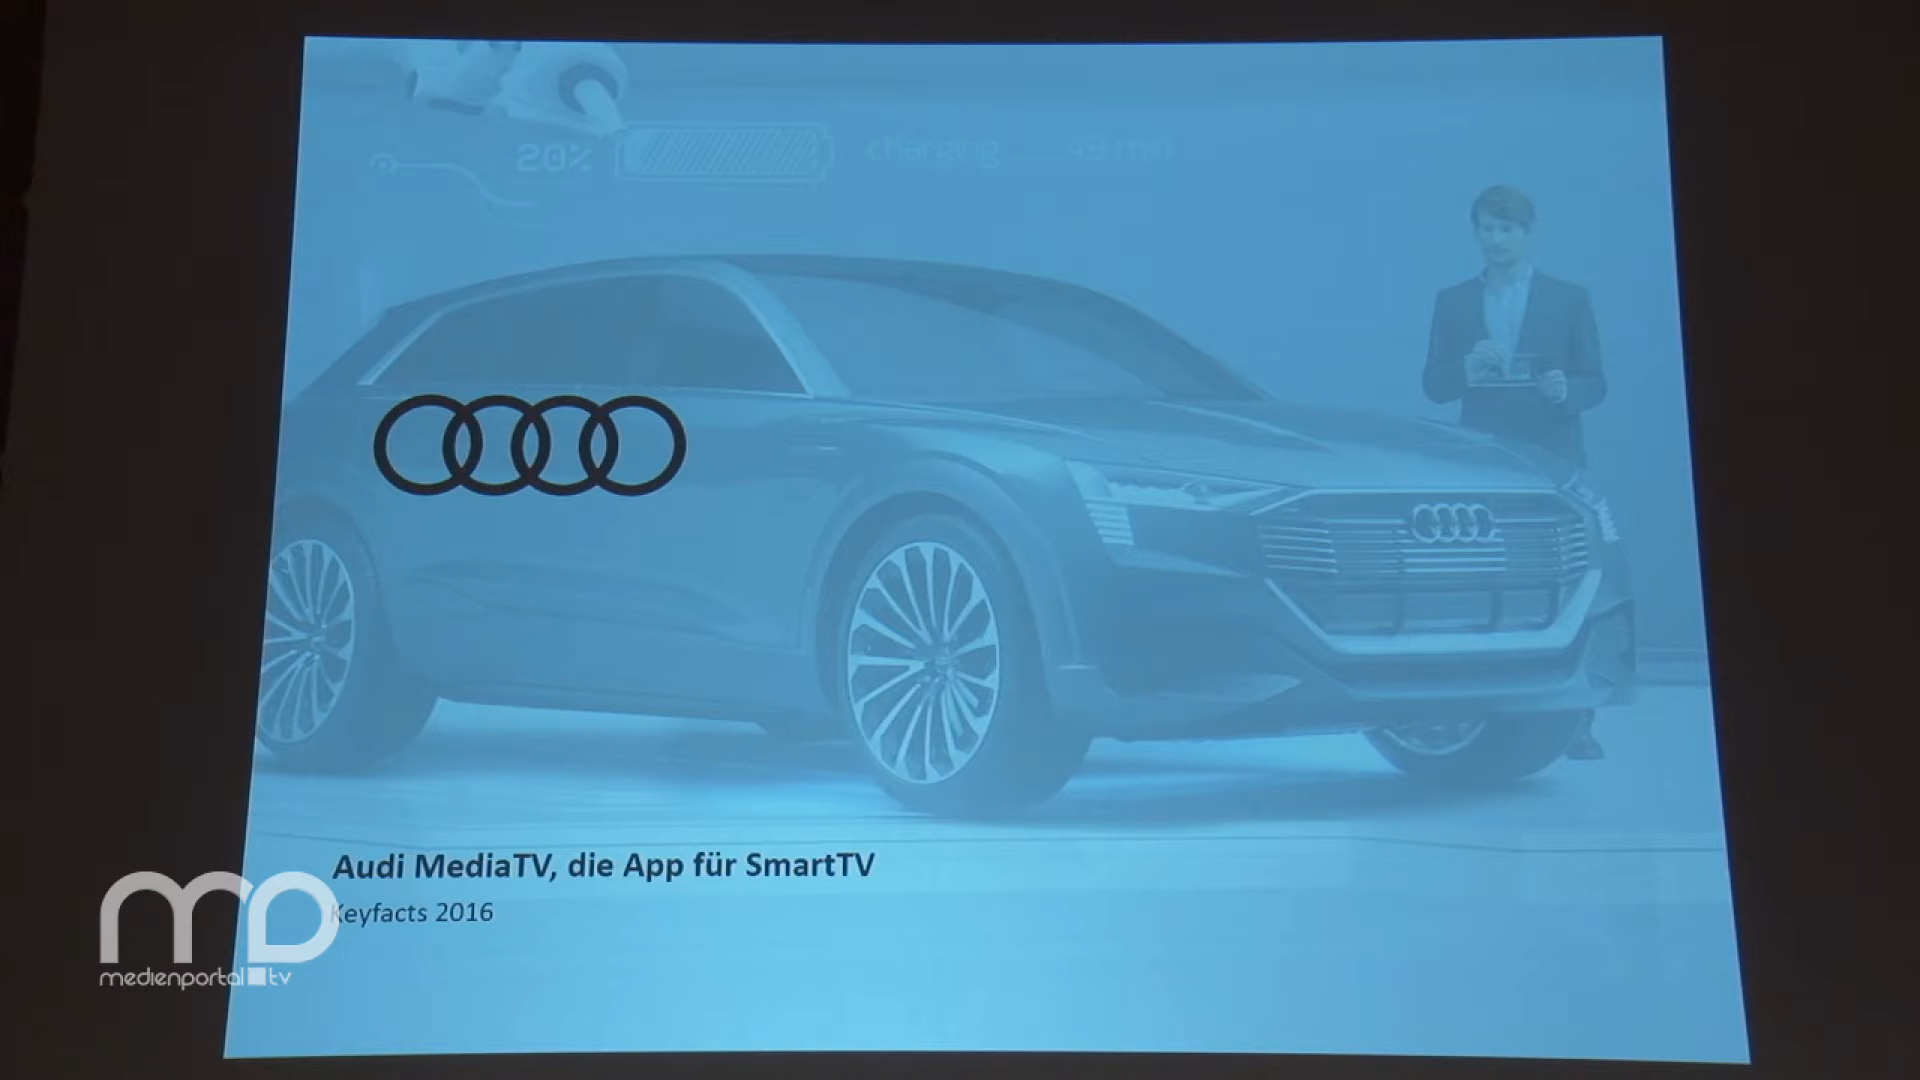 20%
Audi MediaTV, die App für SmartTV
Keyfacts 2016
medienportal.tv